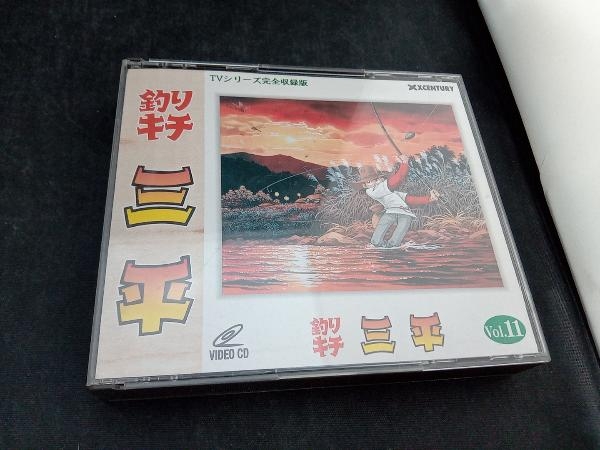 釣り
キチ
三
平
TVシリーズ完全収録版
XCENTURY
VIDEO CD
釣り
キチ
三平
Vol.11